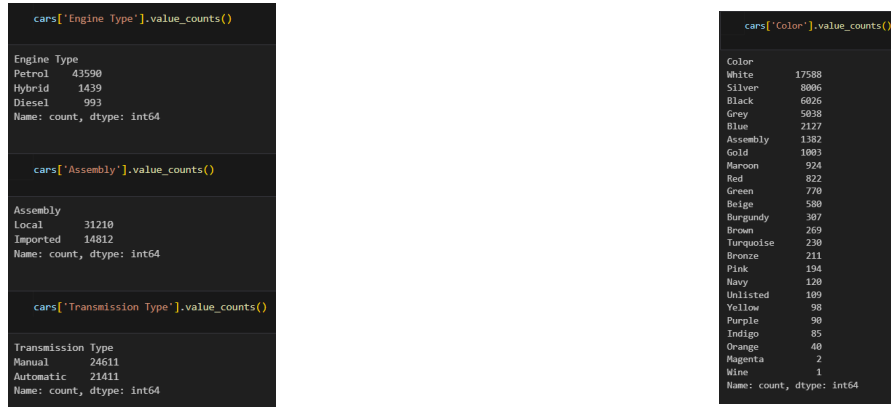 cars['Engine Type'].value_counts()
Engine Type
Petrol 43590
Hybrid 1439
Diesel 993
Name: count, dtype: int64
cars['Assembly'].value_counts()
Assembly
Local 31210
Imported 14812
Name: count, dtype: int64
cars['Transmission Type'].value_counts()
Transmission Type
Manual 24611
Automatic 21411
Name: count, dtype: int64
cars['Color'].value_counts()
Color
White 17588
Silver 8006
Black 6026
Grey 5038
Blue 2127
Assembly 1382
Gold 1003
Maroon 924
Red 822
Green 770
Beige 580
Burgundy 307
Brown 269
Turquoise 230
Bronze 211
Pink 194
Navy 120
Unlisted 109
Yellow 98
Purple 90
Indigo 85
Orange 40
Magenta 2
Wine 1
Name: count, dtype: int64